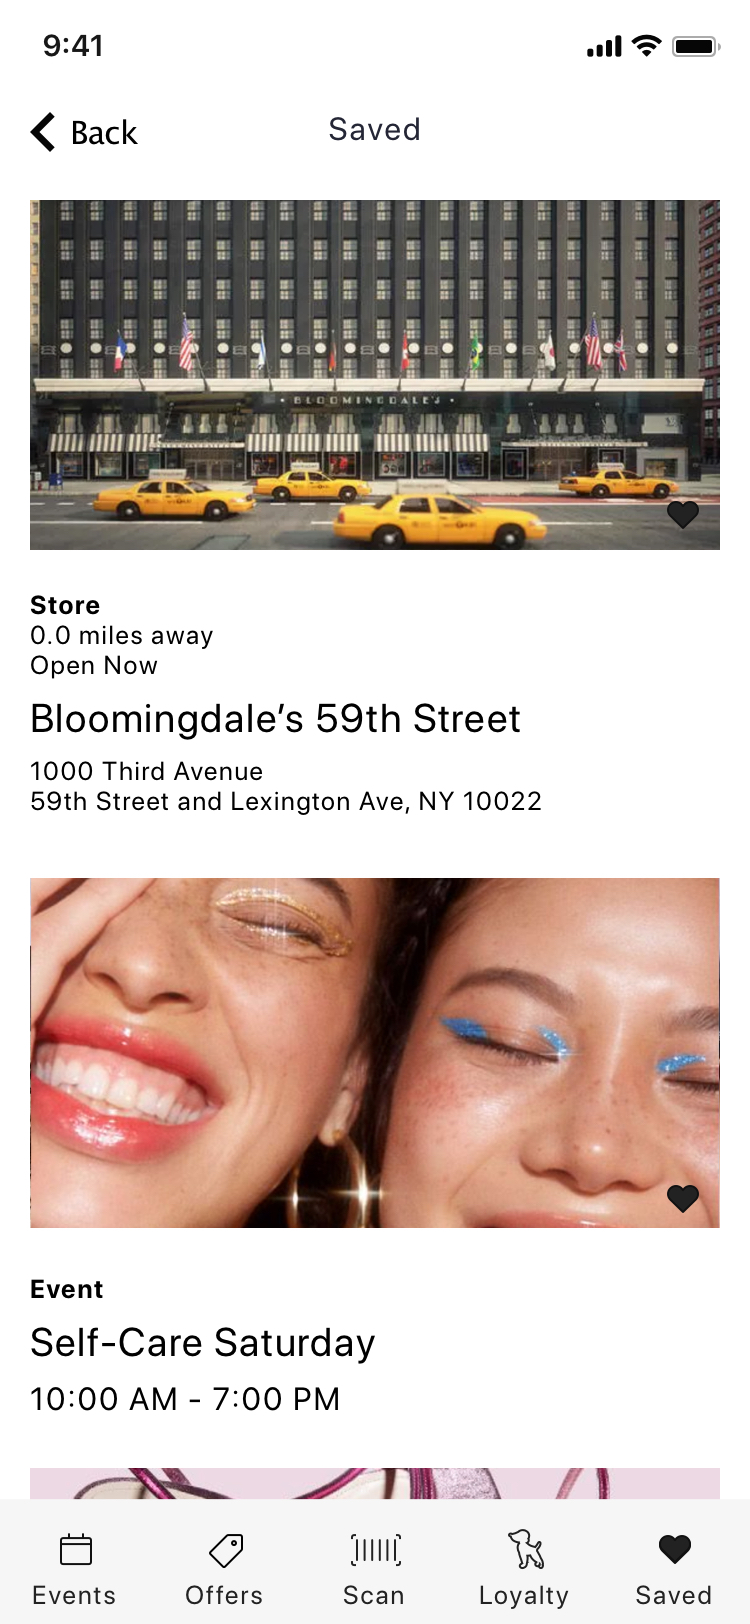 9:41
Back
Saved
• BLOOMINGDALE'S •
Store
0.0 miles away
Open Now
Bloomingdale’s 59th Street
1000 Third Avenue
59th Street and Lexington Ave, NY 10022
Event
Self-Care Saturday
10:00 AM - 7:00 PM
Events
Offers
Scan
Loyalty
Saved